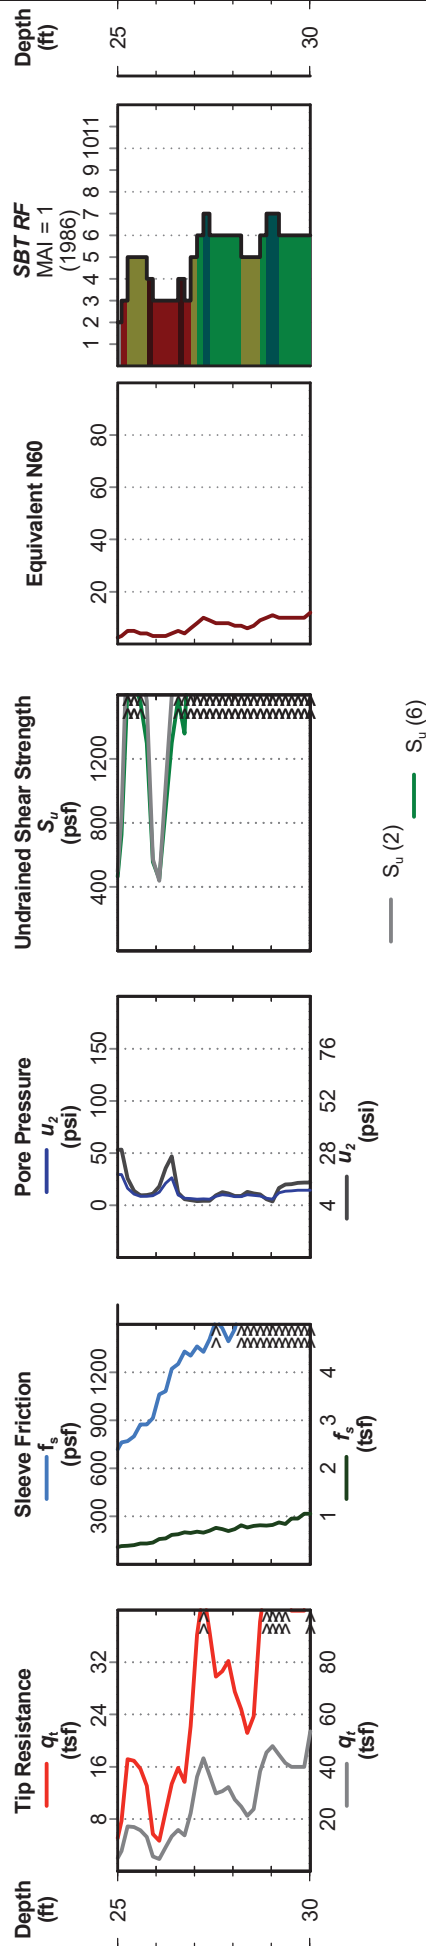 Depth
(ft)
25
30
Tip Resistance
qt
(tsf)
8 16 24 32
20 40 60 80
qt
(tsf)
Sleeve Friction
fs
(psf)
300 600 900 1200
1 2 3 4
fs
(tsf)
Pore Pressure
u2
(psi)
0 50 100 150
4 28 52 76
u2
(psi)
Undrained Shear Strength
Su
(psf)
400 800 1200
Su (2)
Su (6)
Equivalent N60
20 40 60 80
SBT RF
MAI = 1
(1986)
1 2 3 4 5 6 7 8 9 1011
Depth
(ft)
25
30